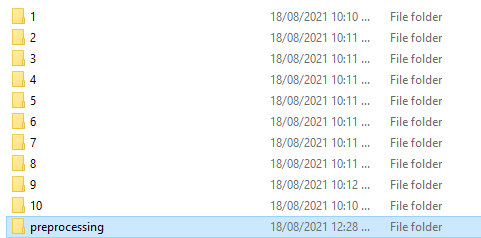 1 18/08/2021 10:10 ... File folder
2 18/08/2021 10:11 ... File folder
3 18/08/2021 10:11 ... File folder
4 18/08/2021 10:11 ... File folder
5 18/08/2021 10:11 ... File folder
6 18/08/2021 10:11 ... File folder
7 18/08/2021 10:11 ... File folder
8 18/08/2021 10:11 ... File folder
9 18/08/2021 10:12 ... File folder
10 18/08/2021 10:10 ... File folder
preprocessing 18/08/2021 12:28 ... File folder